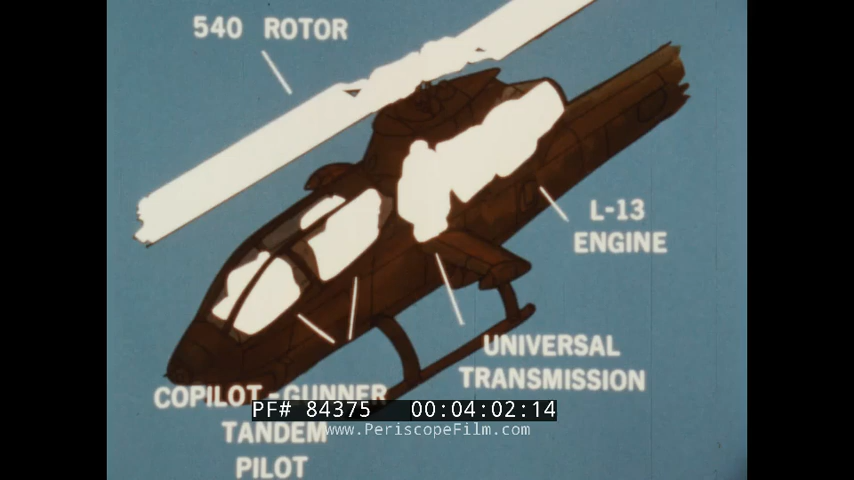 540 ROTOR
L-13
ENGINE
UNIVERSAL
TRANSMISSION
COPILOT-GUNNER
TANDEM
PILOT
PF# 84375 00:04:02:14
www.PeriscopeFilm.com